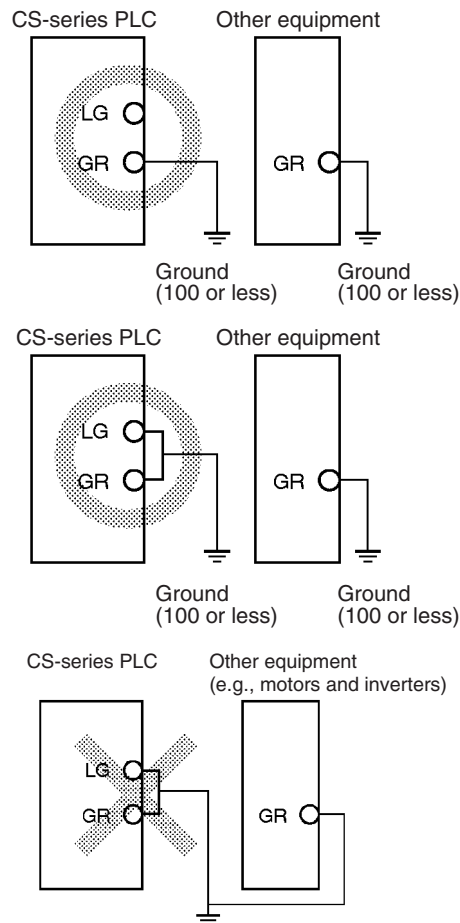 CS-series PLC
Other equipment
LG
GR
GR
Ground
(100 or less)
Ground
(100 or less)
CS-series PLC
Other equipment
LG
GR
GR
Ground
(100 or less)
Ground
(100 or less)
CS-series PLC
Other equipment
(e.g., motors and inverters)
LG
GR
GR